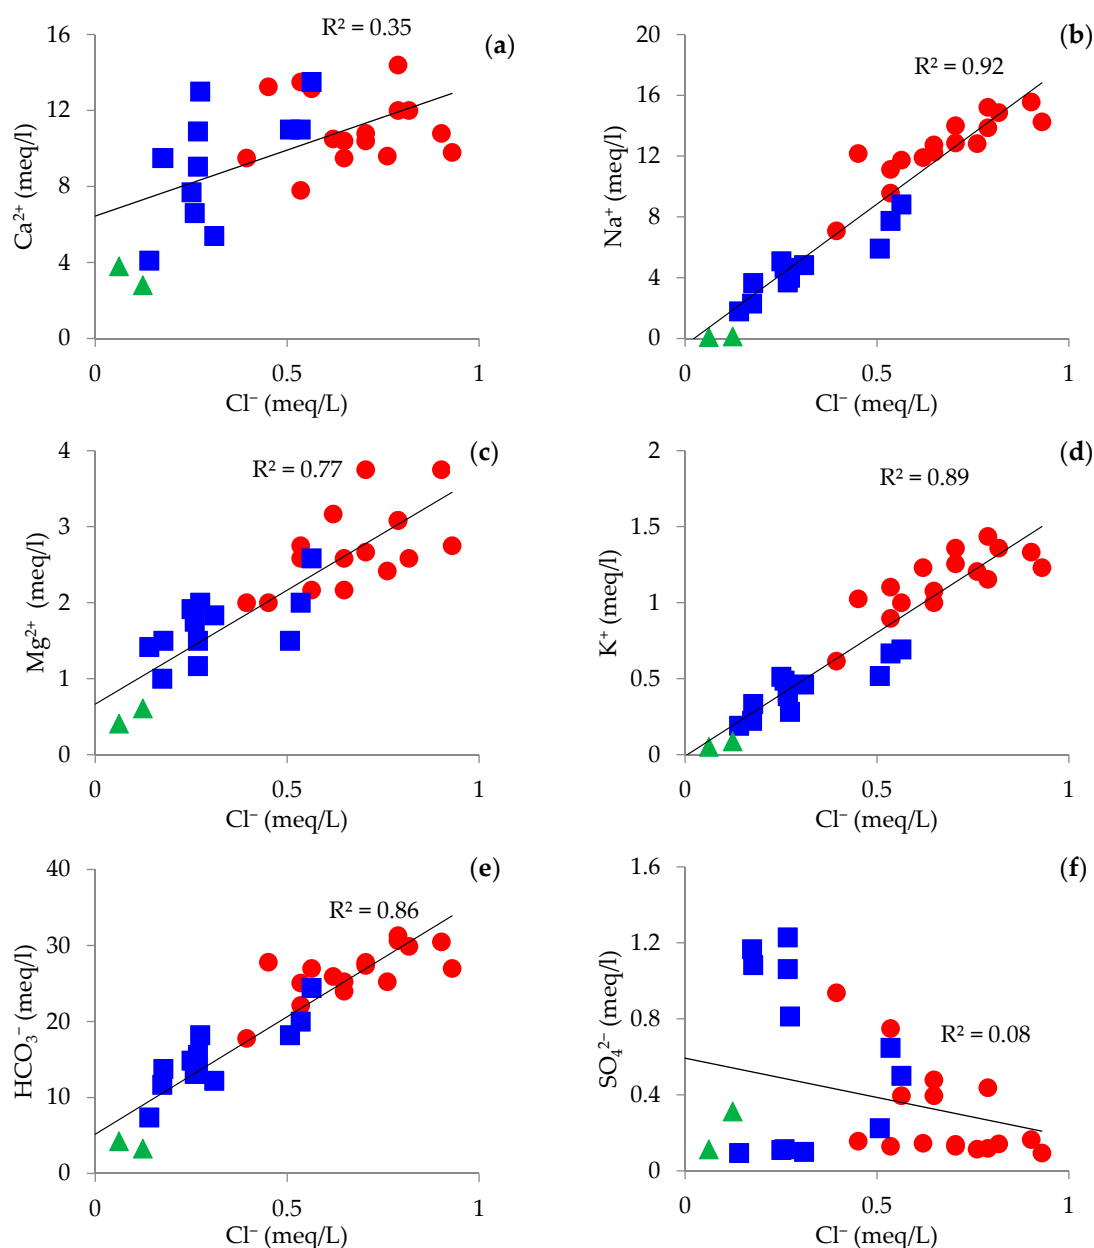 R² = 0.35
(a)
16
12
8
4
0
Ca²⁺ (meq/l)
0 0.5 1
Cl⁻ (meq/L)
(b)
R² = 0.92
20
16
12
8
4
0
Na⁺ (meq/l)
0 0.5 1
Cl⁻ (meq/L)
(c)
R² = 0.77
4
3
2
1
0
Mg²⁺ (meq/l)
0 0.5 1
Cl⁻ (meq/L)
(d)
R² = 0.89
2
1.5
1
0.5
0
K⁺ (meq/l)
0 0.5 1
Cl⁻ (meq/L)
(e)
R² = 0.86
40
30
20
10
0
HCO₃⁻ (meq/l)
0 0.5 1
Cl⁻ (meq/L)
(f)
R² = 0.08
1.6
1.2
0.8
0.4
0
SO₄²⁻ (meq/l)
0 0.5 1
Cl⁻ (meq/L)